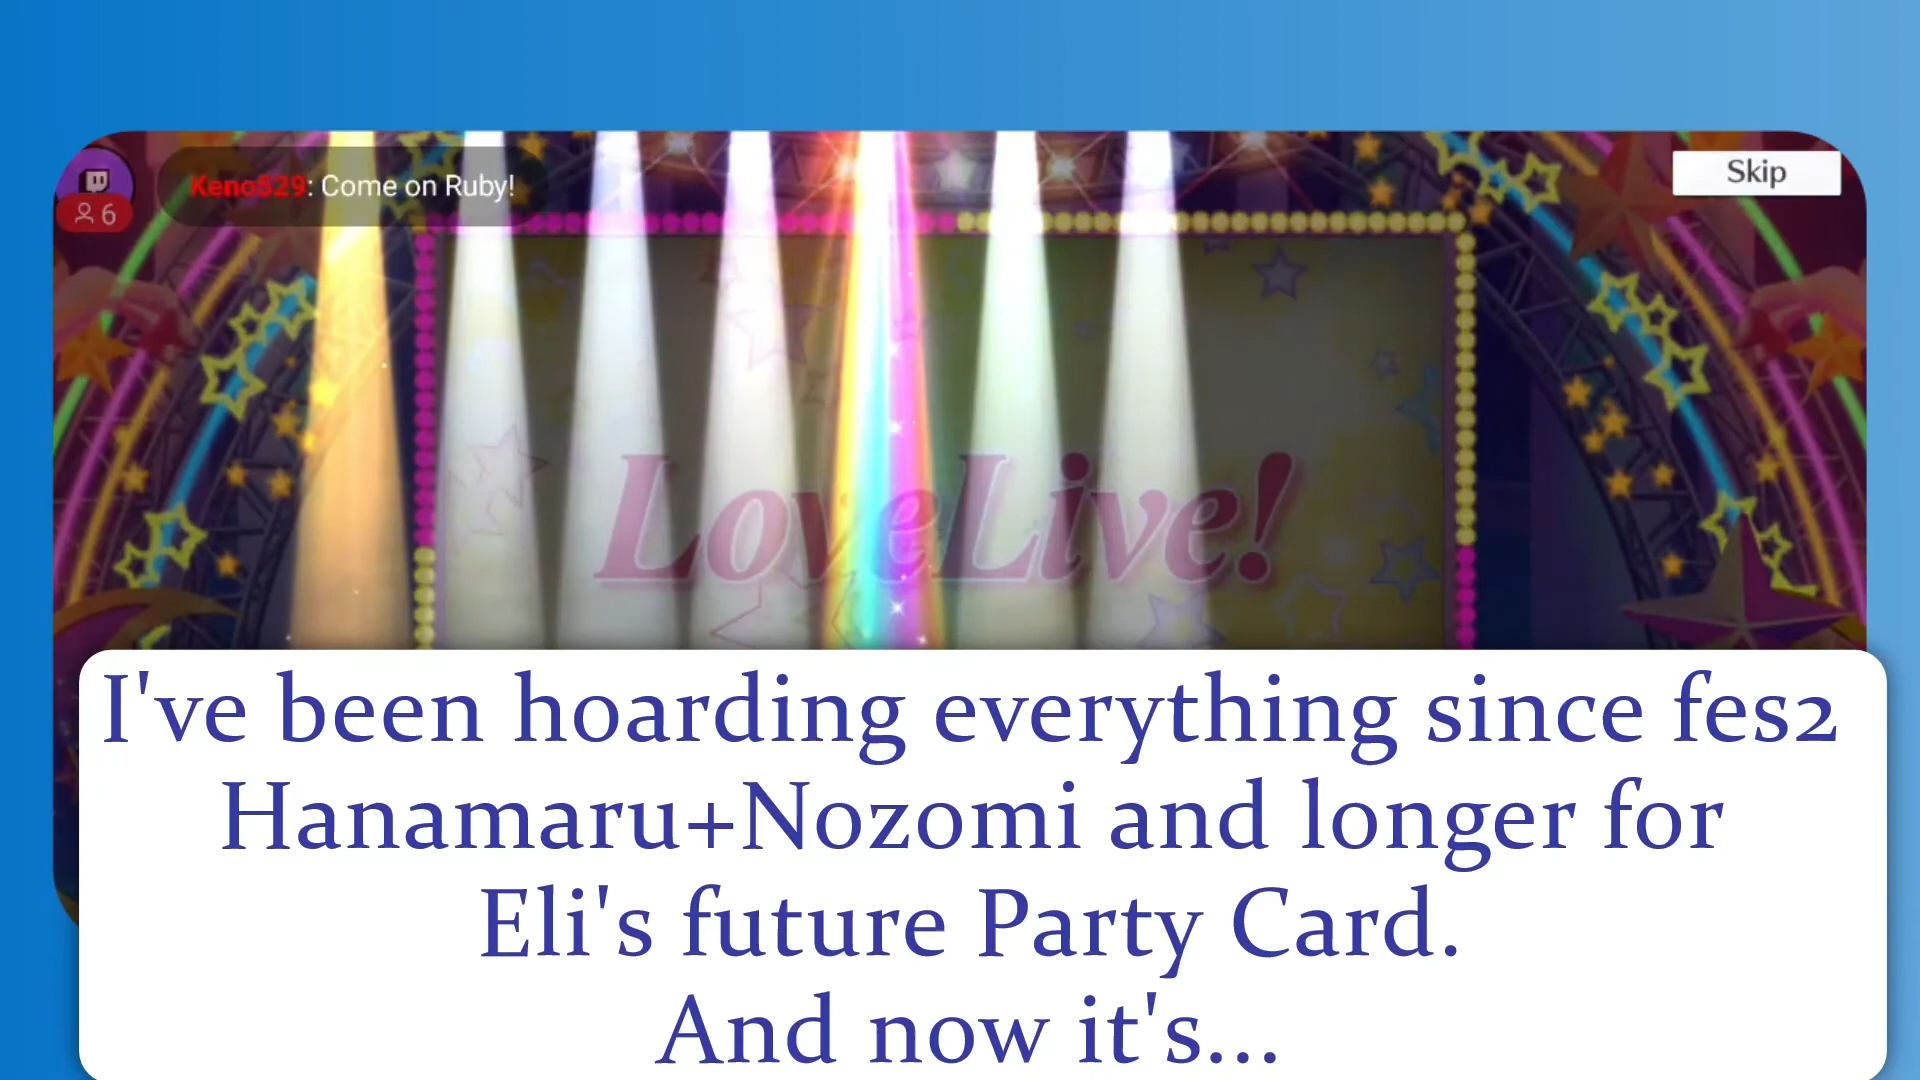 Keno529: Come on Ruby!
Skip
6
LoveLive!
I've been hoarding everything since fes2
Hanamaru+Nozomi and longer for
Eli's future Party Card.
And now it's...